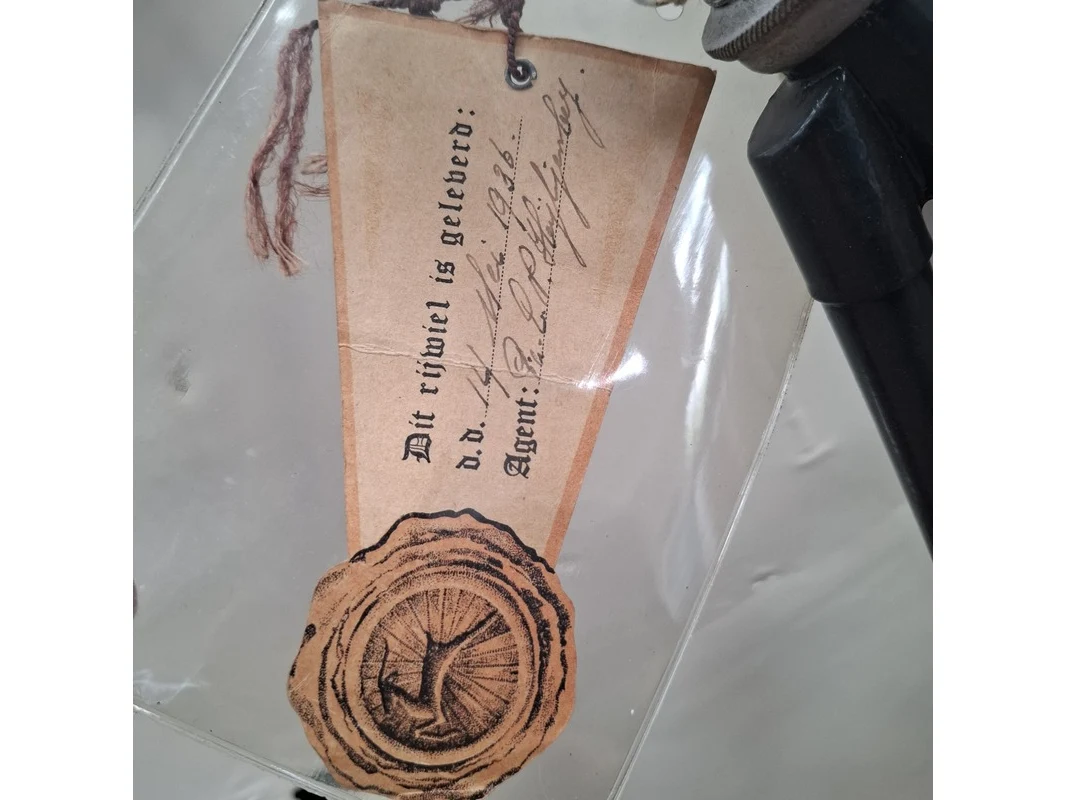 Dit rijwiel is geleverd:
d.d. 14 Mei 1936.
Agent: